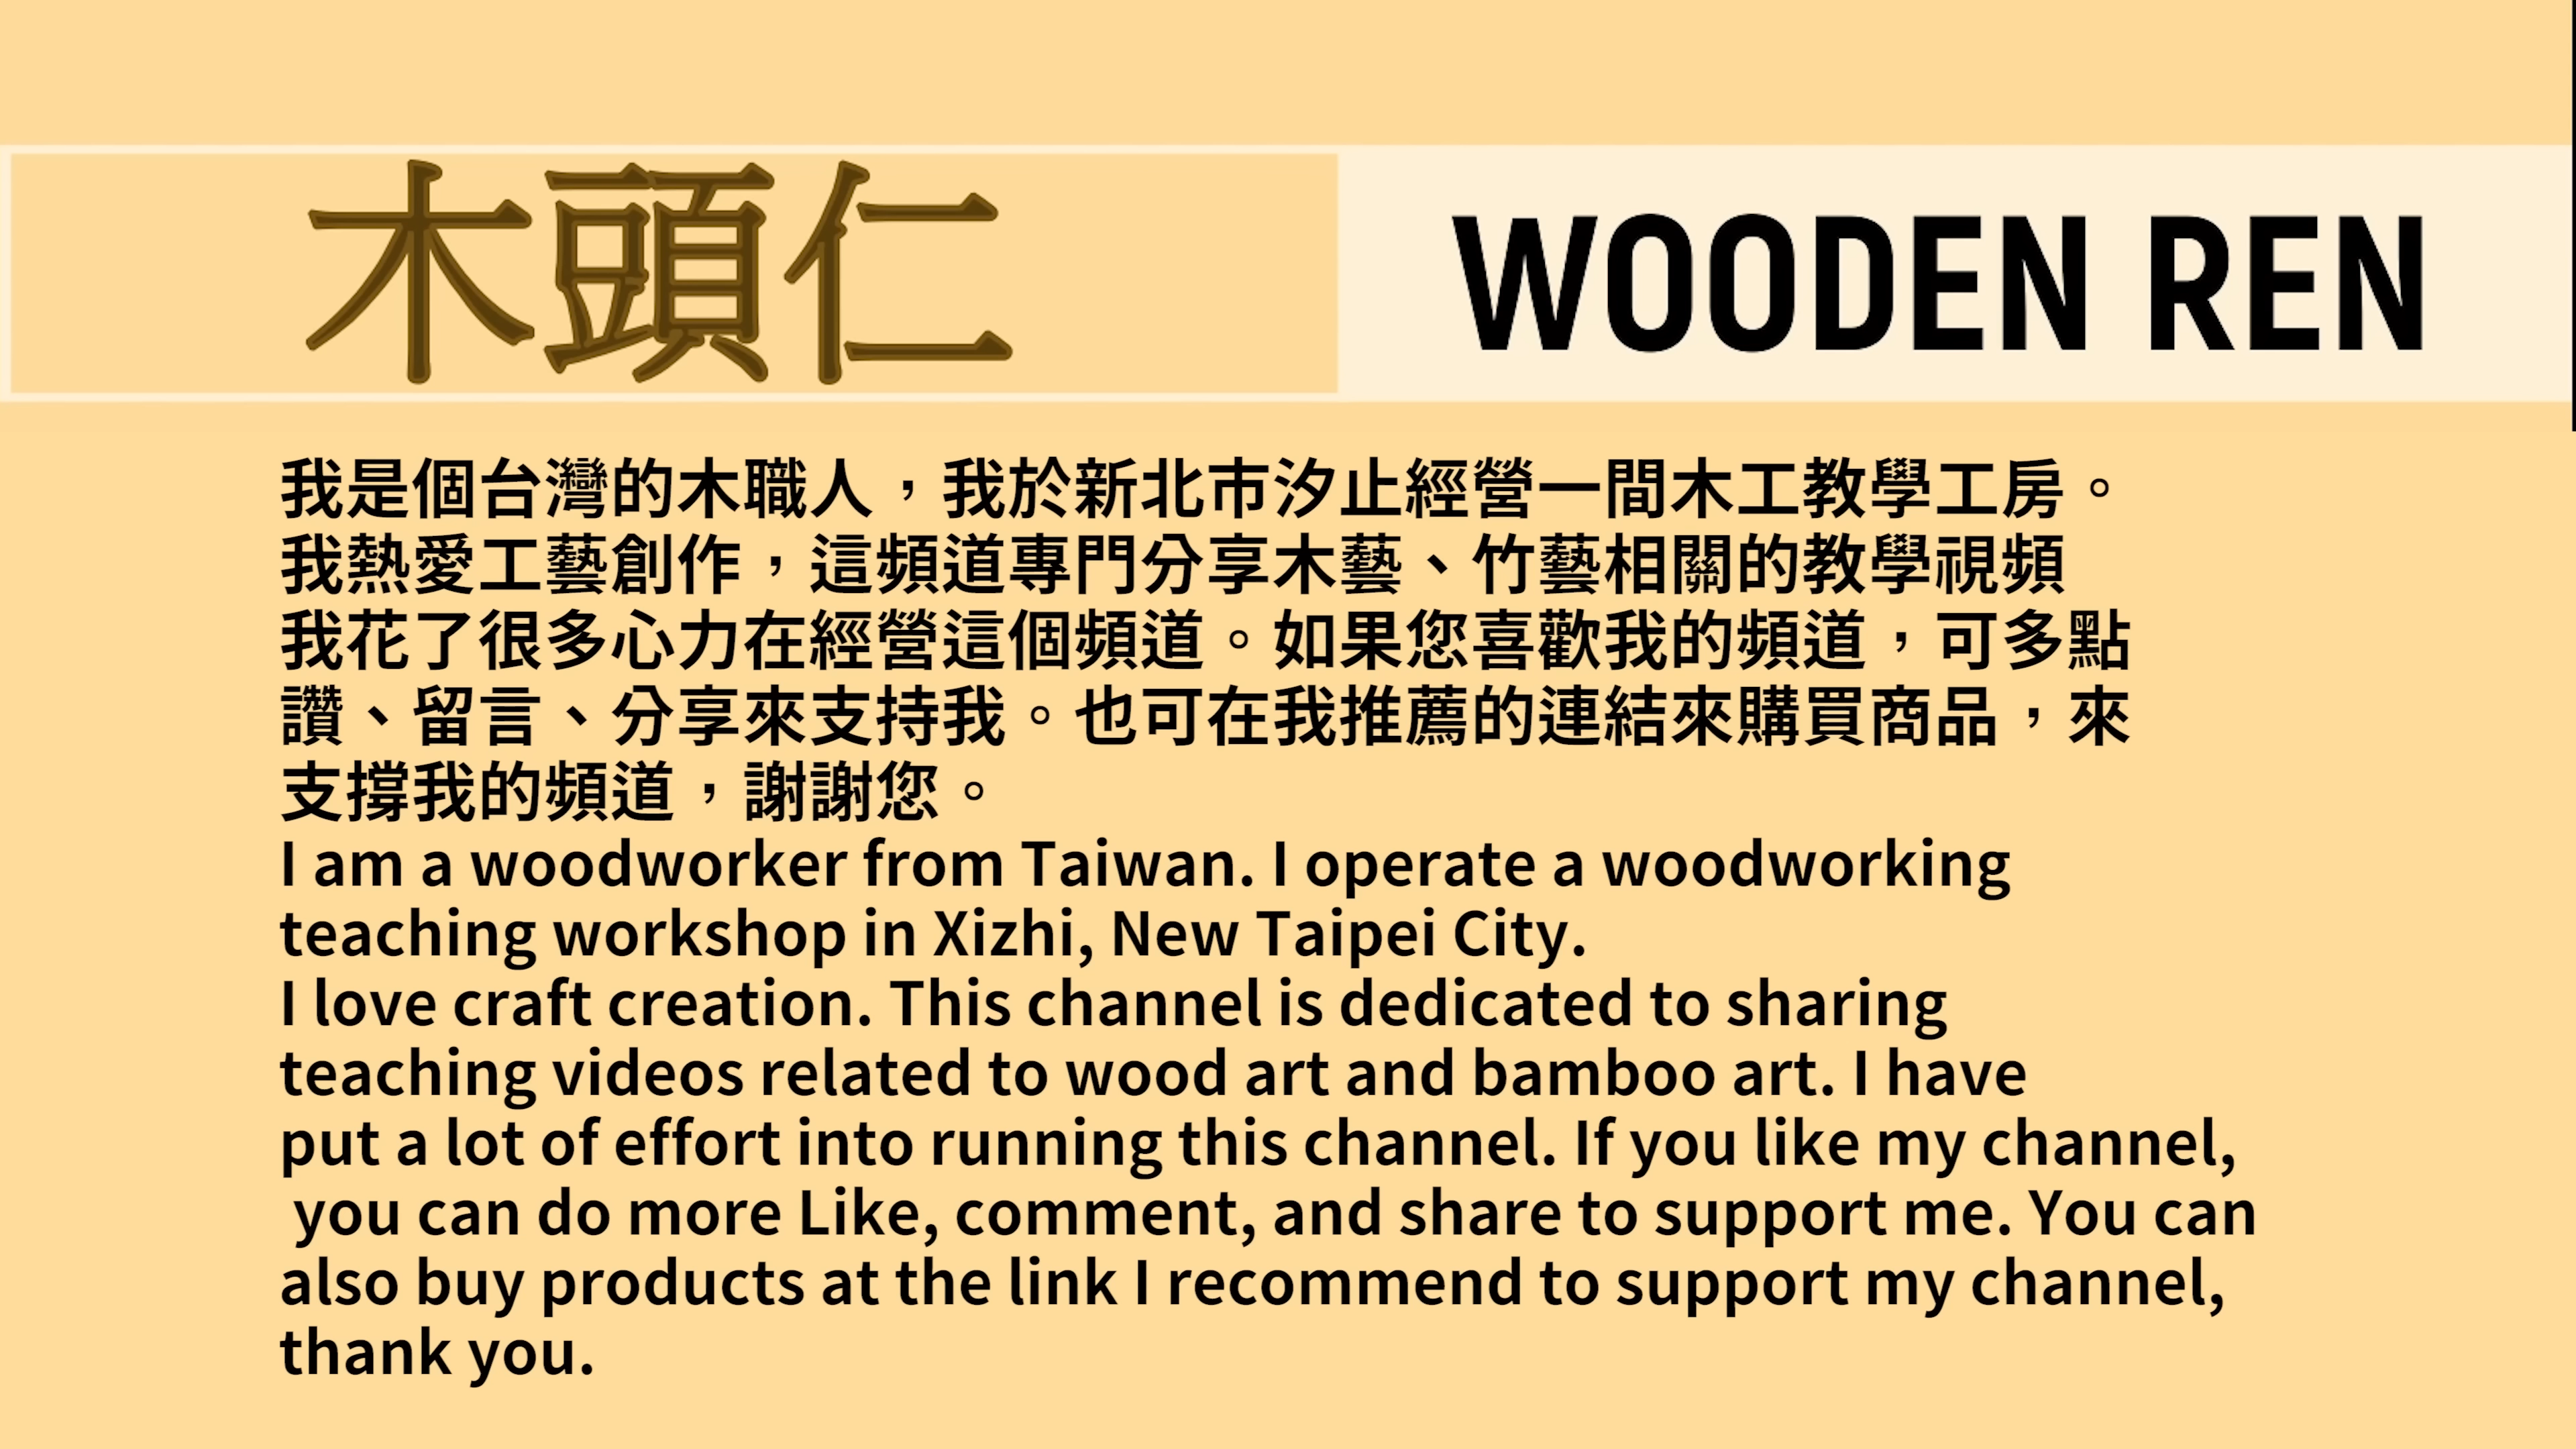 木頭仁
WOODEN REN
我是個台灣的木職人，我於新北市汐止經營一間木工教學工房。
我熱愛工藝創作，這頻道專門分享木藝、竹藝相關的教學視頻
我花了很多心力在經營這個頻道。如果您喜歡我的頻道，可多點
讚、留言、分享來支持我。也可在我推薦的連結來購買商品，來
支撐我的頻道，謝謝您。
I am a woodworker from Taiwan. I operate a woodworking
teaching workshop in Xizhi, New Taipei City.
I love craft creation. This channel is dedicated to sharing
teaching videos related to wood art and bamboo art. I have
put a lot of effort into running this channel. If you like my channel,
you can do more Like, comment, and share to support me. You can
also buy products at the link I recommend to support my channel,
thank you.